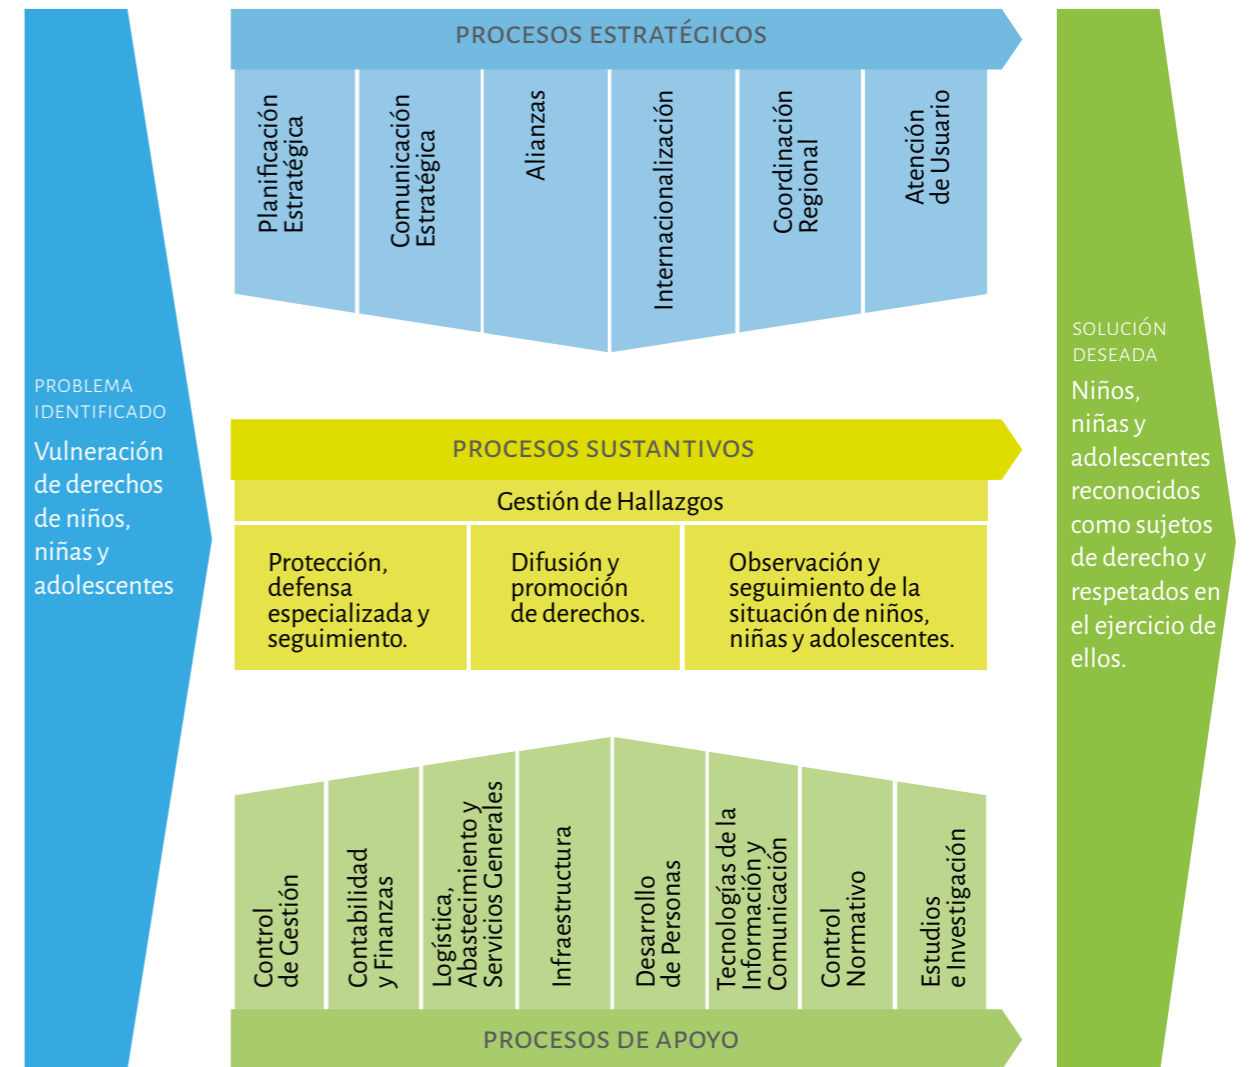 PROBLEMA
IDENTIFICADO
Vulneración
de derechos
de niños,
niñas y
adolescentes
PROCESOS ESTRATÉGICOS
Planificación
Estratégica
Comunicación
Estratégica
Alianzas
Internacionalización
Coordinación
Regional
Atención
de Usuario
PROCESOS SUSTANTIVOS
Gestión de Hallazgos
Protección,
defensa
especializada y
seguimiento.
Difusión y
promoción
de derechos.
Observación y
seguimiento de la
situación de niños,
niñas y adolescentes.
Control
de Gestión
Contabilidad
y Finanzas
Logística,
Abastecimiento y
Servicios Generales
Infraestructura
Desarrollo
de Personas
Tecnologías de la
Información y
Comunicación
Control
Normativo
Estudios
e Investigación
PROCESOS DE APOYO
SOLUCIÓN
DESEADA
Niños,
niñas y
adolescentes
reconocidos
como sujetos
de derecho y
respetados en
el ejercicio de
ellos.